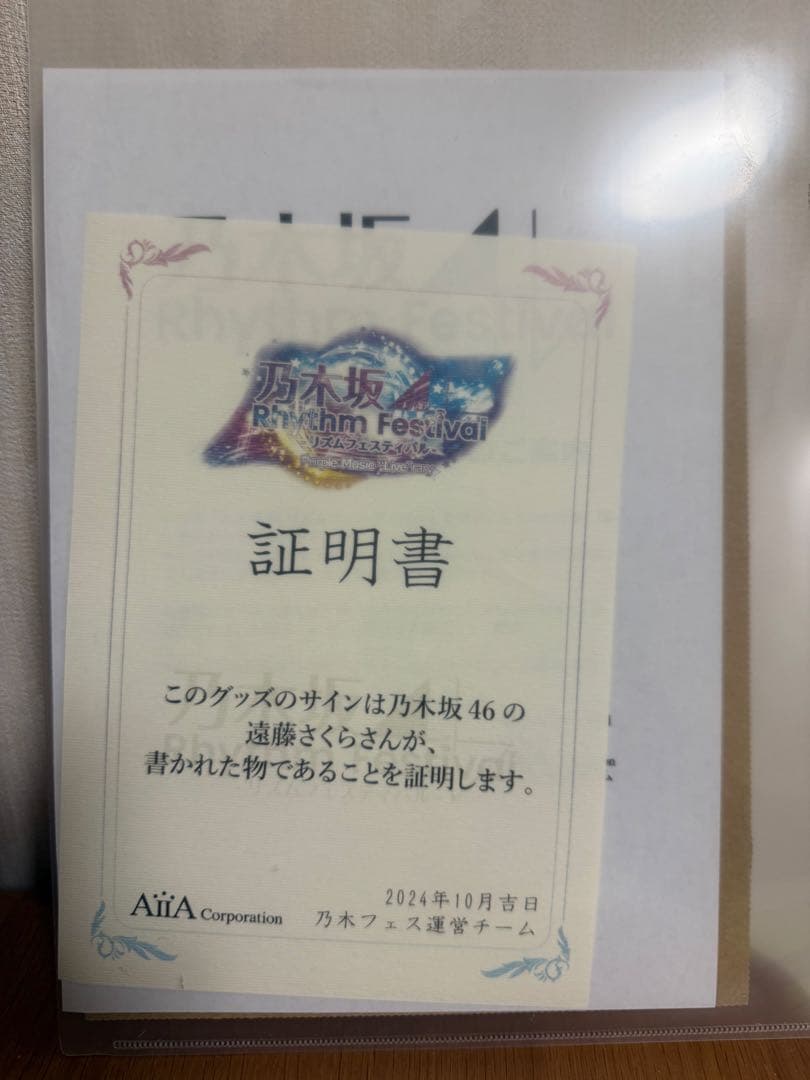 乃木坂46
Rhythm Festival
-リズムフェスティバル-
証明書
このグッズのサインは乃木坂46の
遠藤さくらさんが、
書かれた物であることを証明します。
2024年10月吉日
AiiA Corporation
乃木フェス運営チーム
ご案内